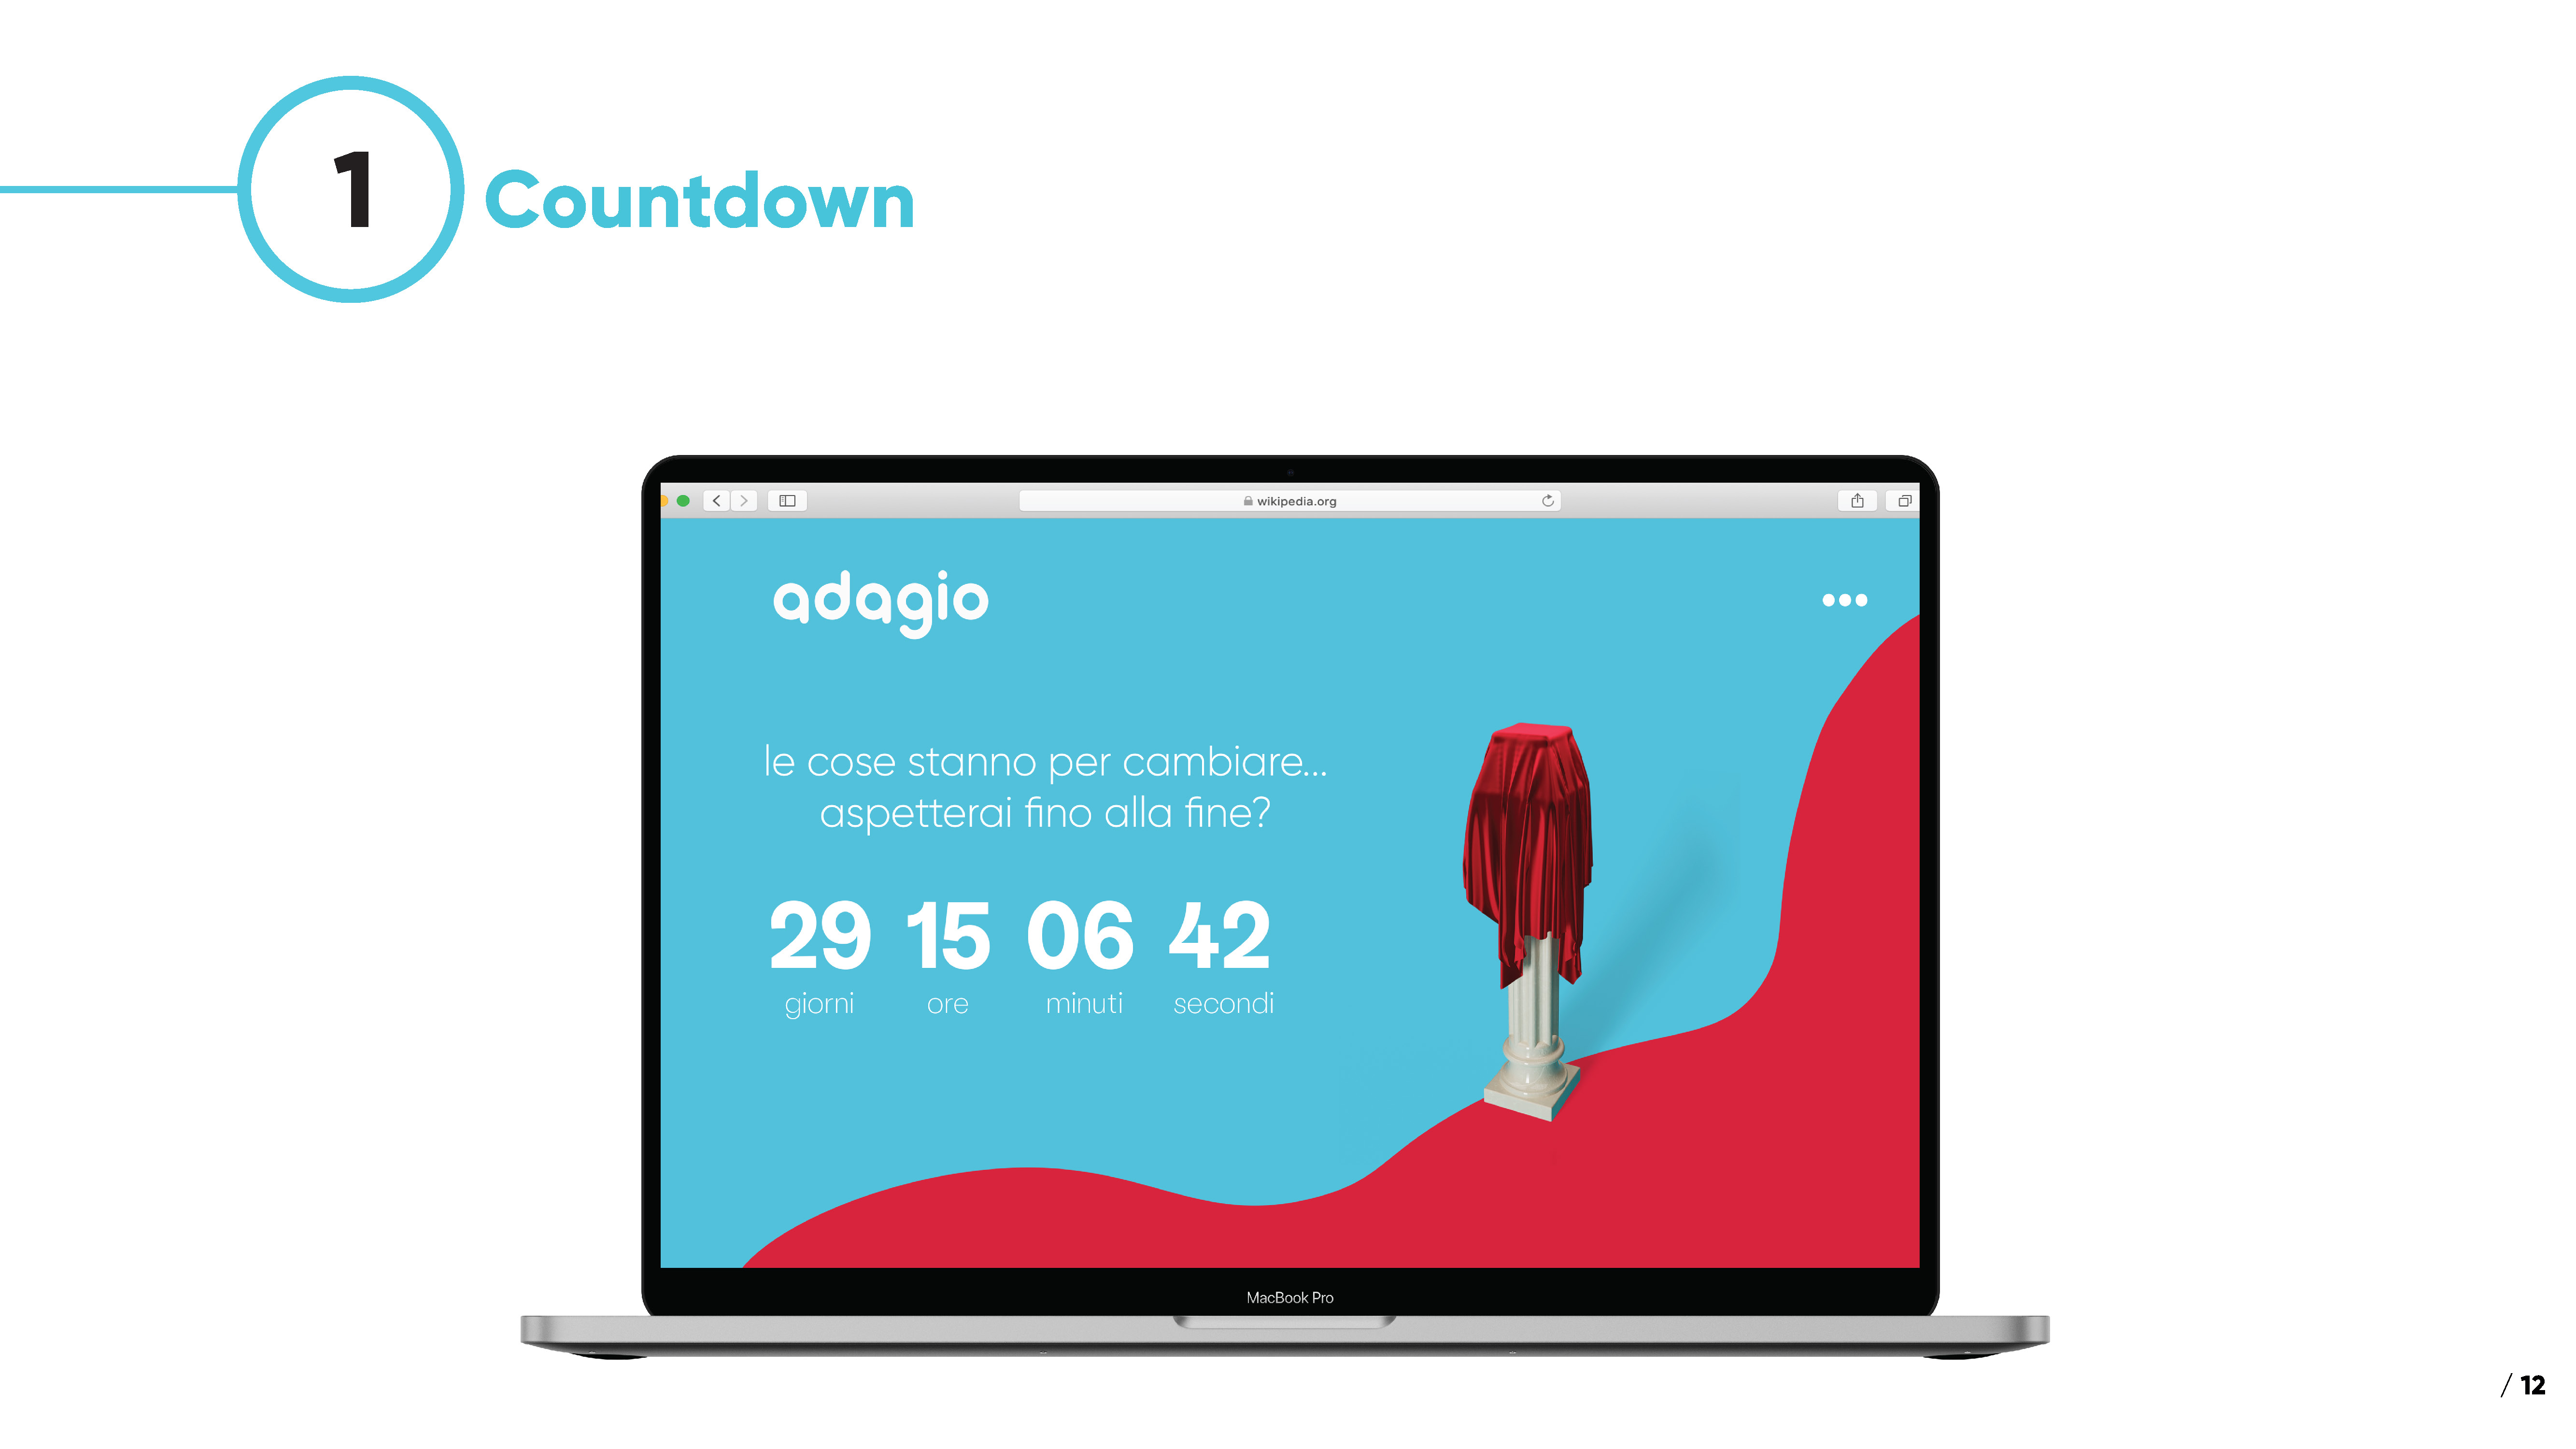 1 Countdown
wikipedia.org
adagio
le cose stanno per cambiare...
aspetterai fino alla fine?
29 15 06 42
giorni ore minuti secondi
MacBook Pro
/ 12